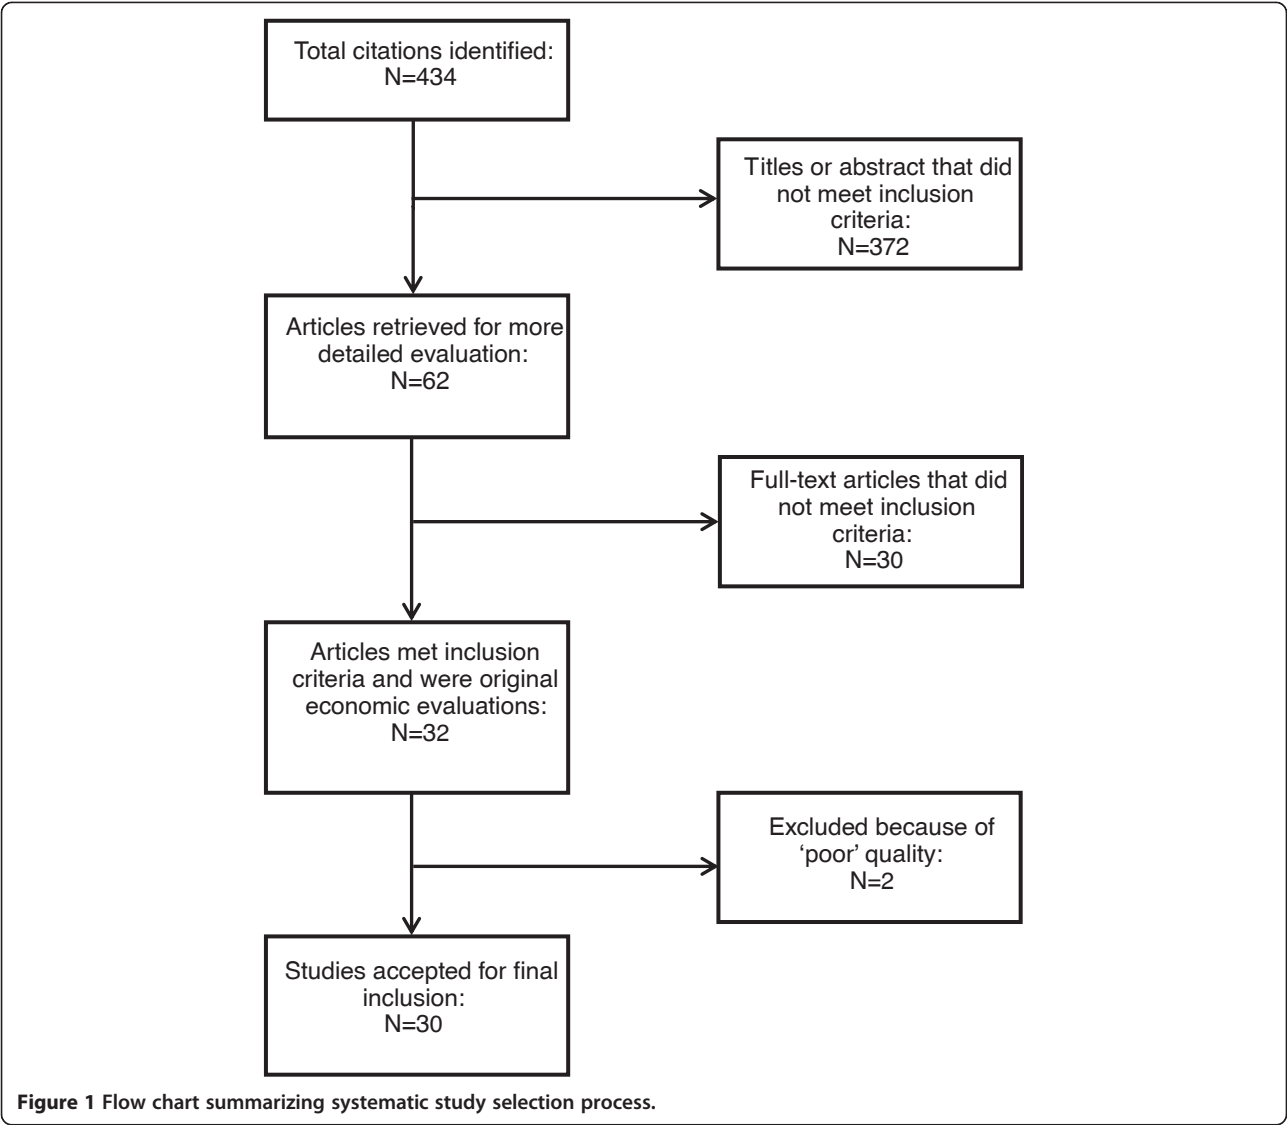 Total citations identified:
N=434
Titles or abstract that did
not meet inclusion
criteria:
N=372
Articles retrieved for more
detailed evaluation:
N=62
Full-text articles that did
not meet inclusion
criteria:
N=30
Articles met inclusion
criteria and were original
economic evaluations:
N=32
Excluded because of
‘poor’ quality:
N=2
Studies accepted for final
inclusion:
N=30
Figure 1 Flow chart summarizing systematic study selection process.